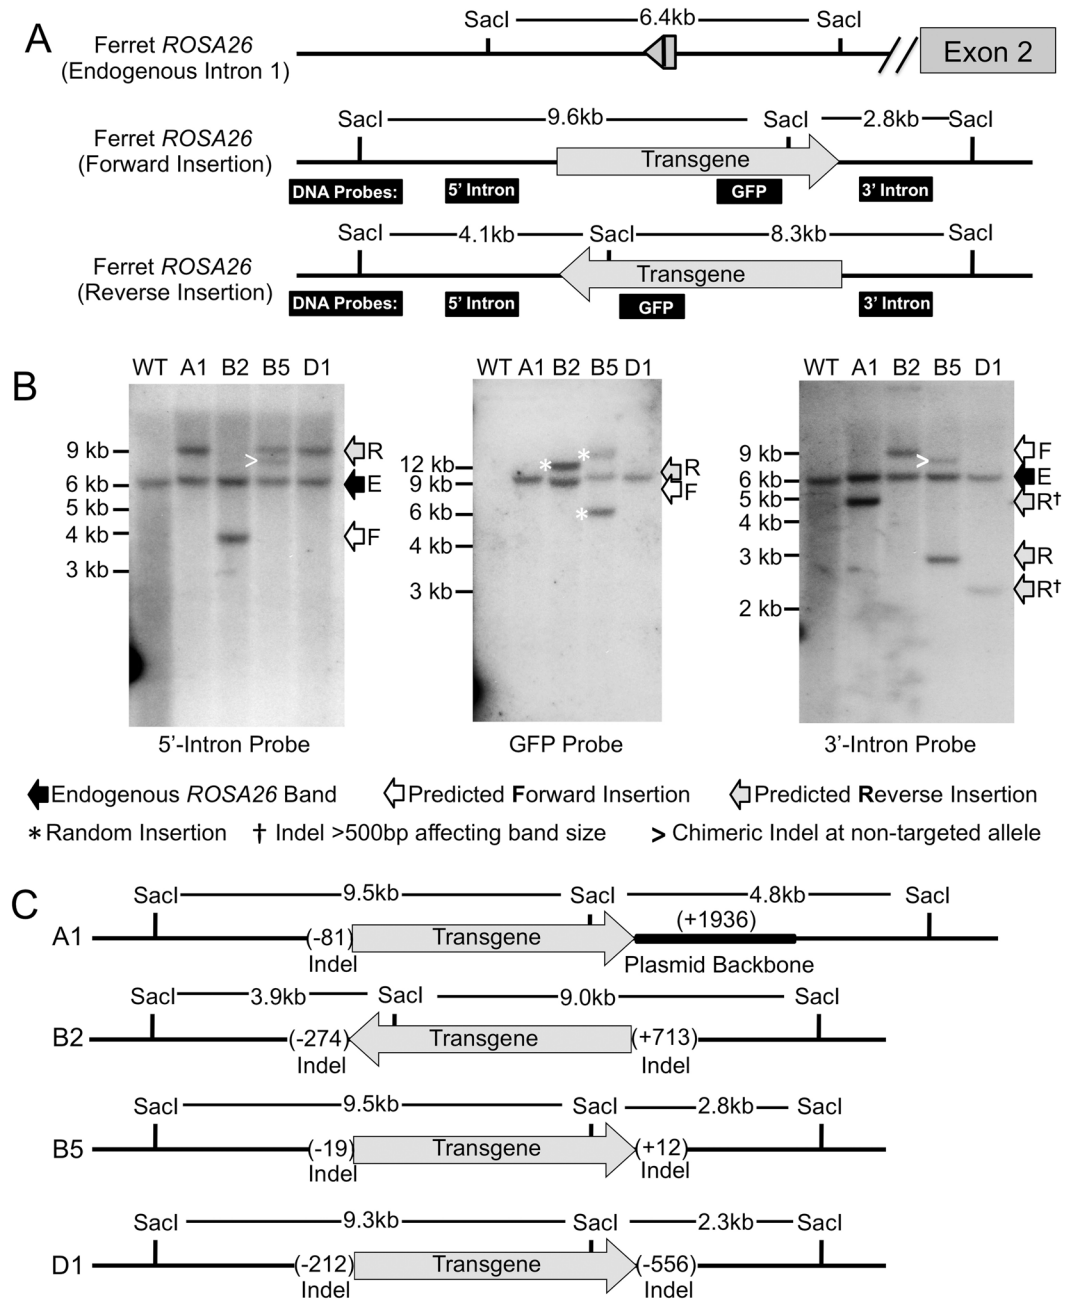 A
SacI 6.4kb SacI
Ferret ROSA26
(Endogenous Intron 1)
Exon 2
SacI 9.6kb SacI 2.8kb SacI
Ferret ROSA26
(Forward Insertion)
Transgene
DNA Probes: 5' Intron GFP 3' Intron
SacI 4.1kb SacI 8.3kb SacI
Ferret ROSA26
(Reverse Insertion)
Transgene
DNA Probes: 5' Intron GFP 3' Intron
B
WT A1 B2 B5 D1
9 kb
6 kb
5 kb
4 kb
3 kb
>
R
E
F
5'-Intron Probe
WT A1 B2 B5 D1
12 kb
9 kb
6 kb
4 kb
3 kb
* *
*
R
F
GFP Probe
WT A1 B2 B5 D1
9 kb
6 kb
5 kb
4 kb
3 kb
2 kb
>
F
E
R†
R
R†
3'-Intron Probe
Endogenous ROSA26 Band Predicted Forward Insertion Predicted Reverse Insertion
* Random Insertion † Indel >500bp affecting band size > Chimeric Indel at non-targeted allele
C
SacI 9.5kb SacI 4.8kb SacI
A1 (-81) Transgene (+1936)
Indel Plasmid Backbone
SacI 3.9kb SacI 9.0kb SacI
B2 (-274) Transgene (+713)
Indel Indel
SacI 9.5kb SacI 2.8kb SacI
B5 (-19) Transgene (+12)
Indel Indel
SacI 9.3kb SacI 2.3kb SacI
D1 (-212) Transgene (-556)
Indel Indel